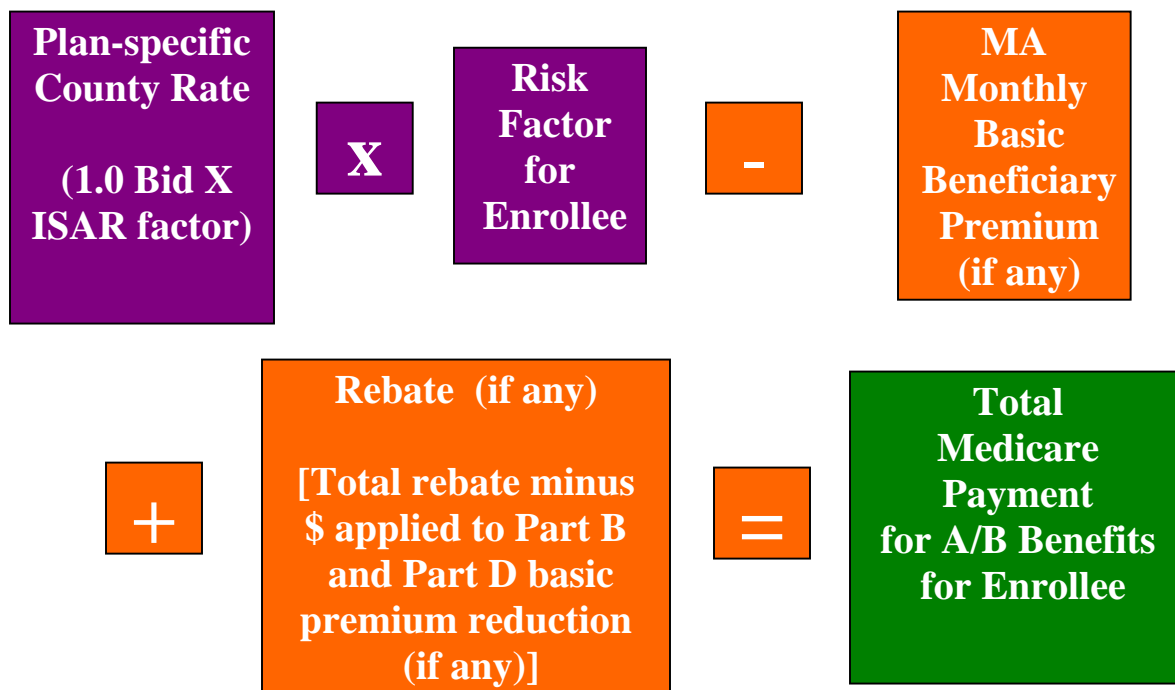 Plan-specific
County Rate
(1.0 Bid X
ISAR factor)
x
Risk
Factor
for
Enrollee
-
MA
Monthly
Basic
Beneficiary
Premium
(if any)
+
Rebate (if any)
[Total rebate minus
$ applied to Part B
and Part D basic
premium reduction
(if any)]
=
Total
Medicare
Payment
for A/B Benefits
for Enrollee